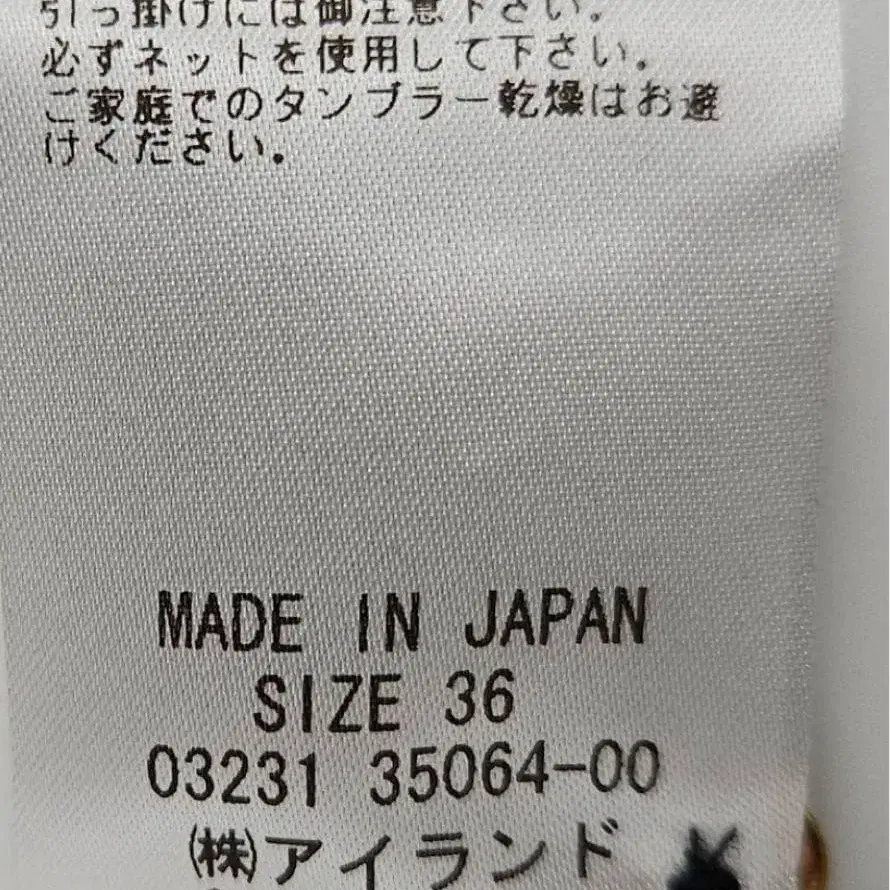 引っ掛けには御注意下さい。
必ずネットを使用して下さい。
ご家庭でのタンブラー乾燥はお避
けください。
MADE IN JAPAN
SIZE 36
03231 35064-00
(株)アイランド